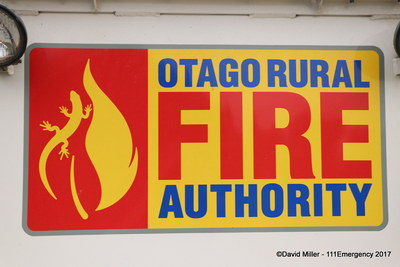 OTAGO RURAL
FIRE
AUTHORITY
©David Miller - 111Emergency 2017